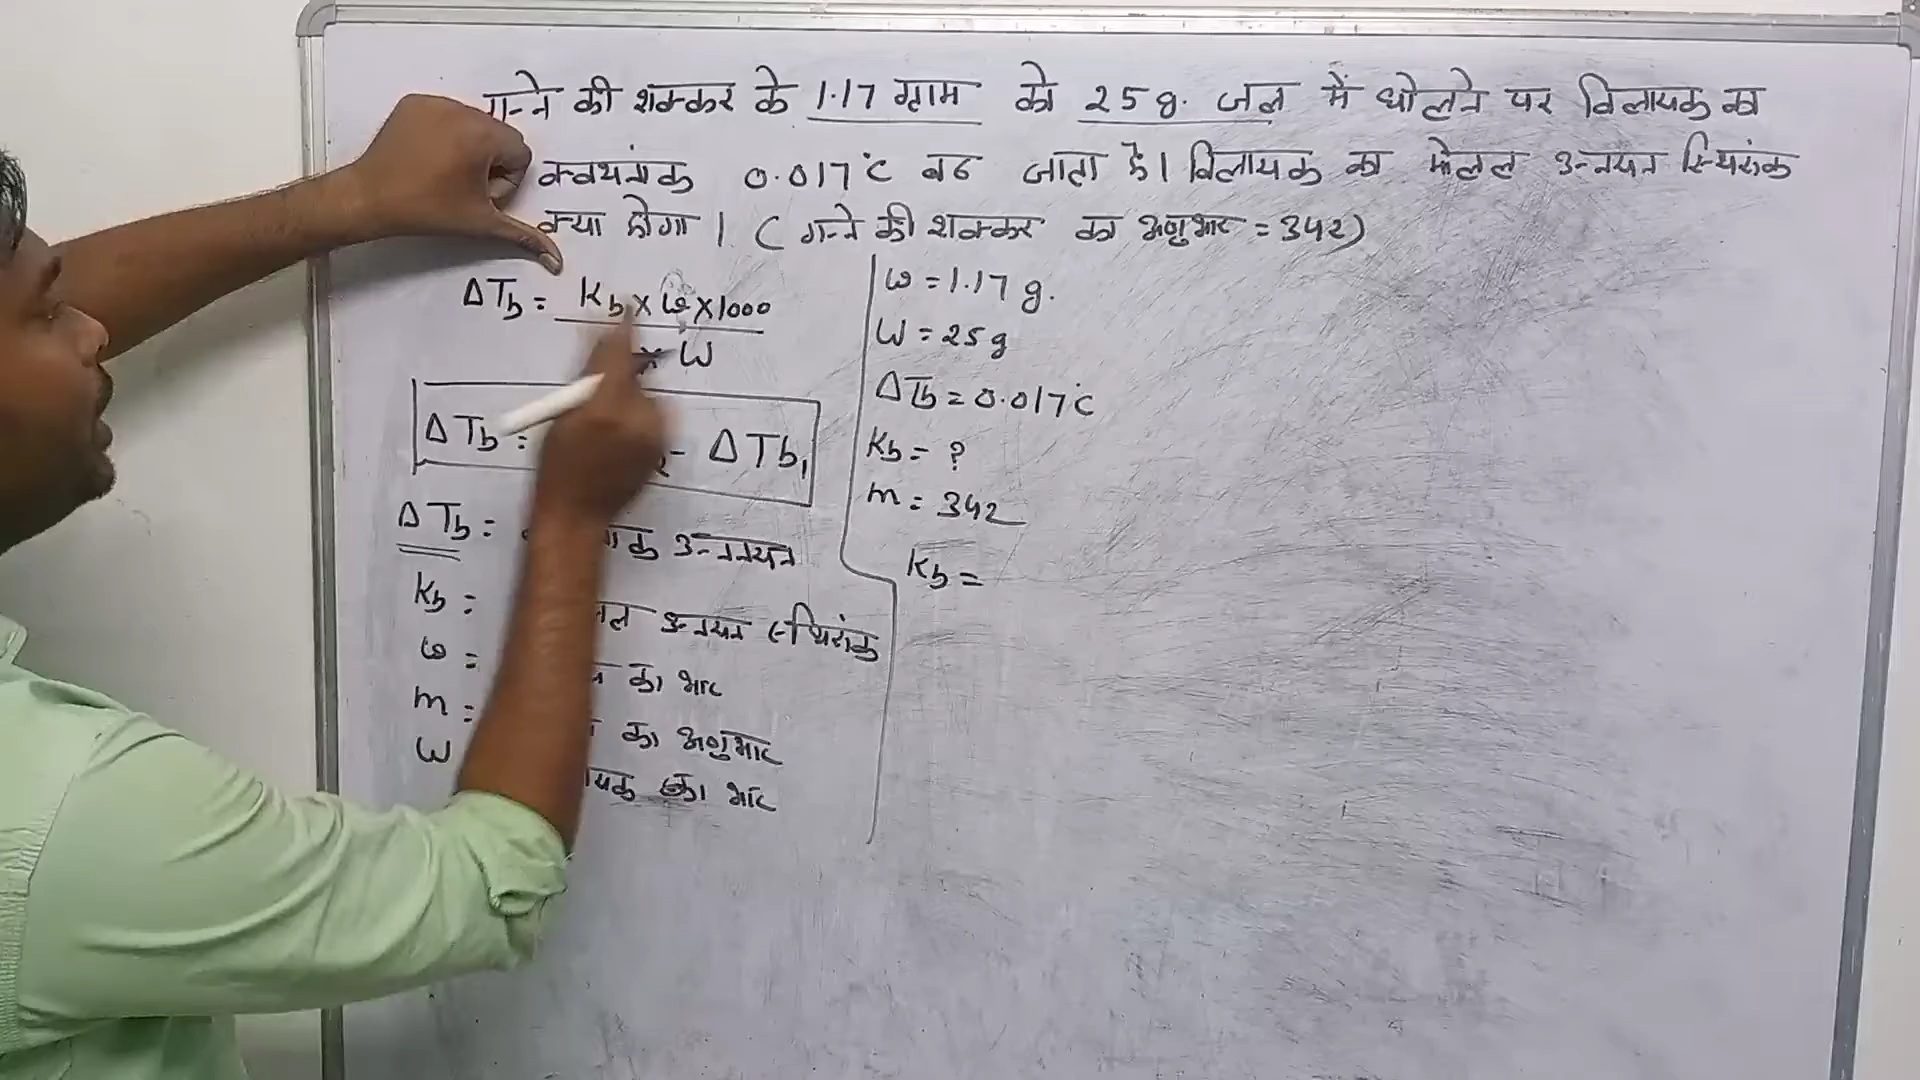 गन्ने की शक्कर के 1.17 ग्राम को 25 g. जल में घोलने पर विलायक का
क्वथनांक 0.017°C बढ जाता है। विलायक का मोलल उन्नयन स्थिरांक
क्या होगा । ( गन्ने की शक्कर का अणुभार = 342)
ΔTb = Kb × w × 1000
× W
ΔTb = - ΔTb1
ΔTb = उन्नयन
Kb = उन्नयन स्थिरांक
w = का भार
m = का अणुभार
W का भार
w = 1.17 g.
W = 25 g
ΔTb = 0.017°C
Kb = ?
m = 342
Kb =